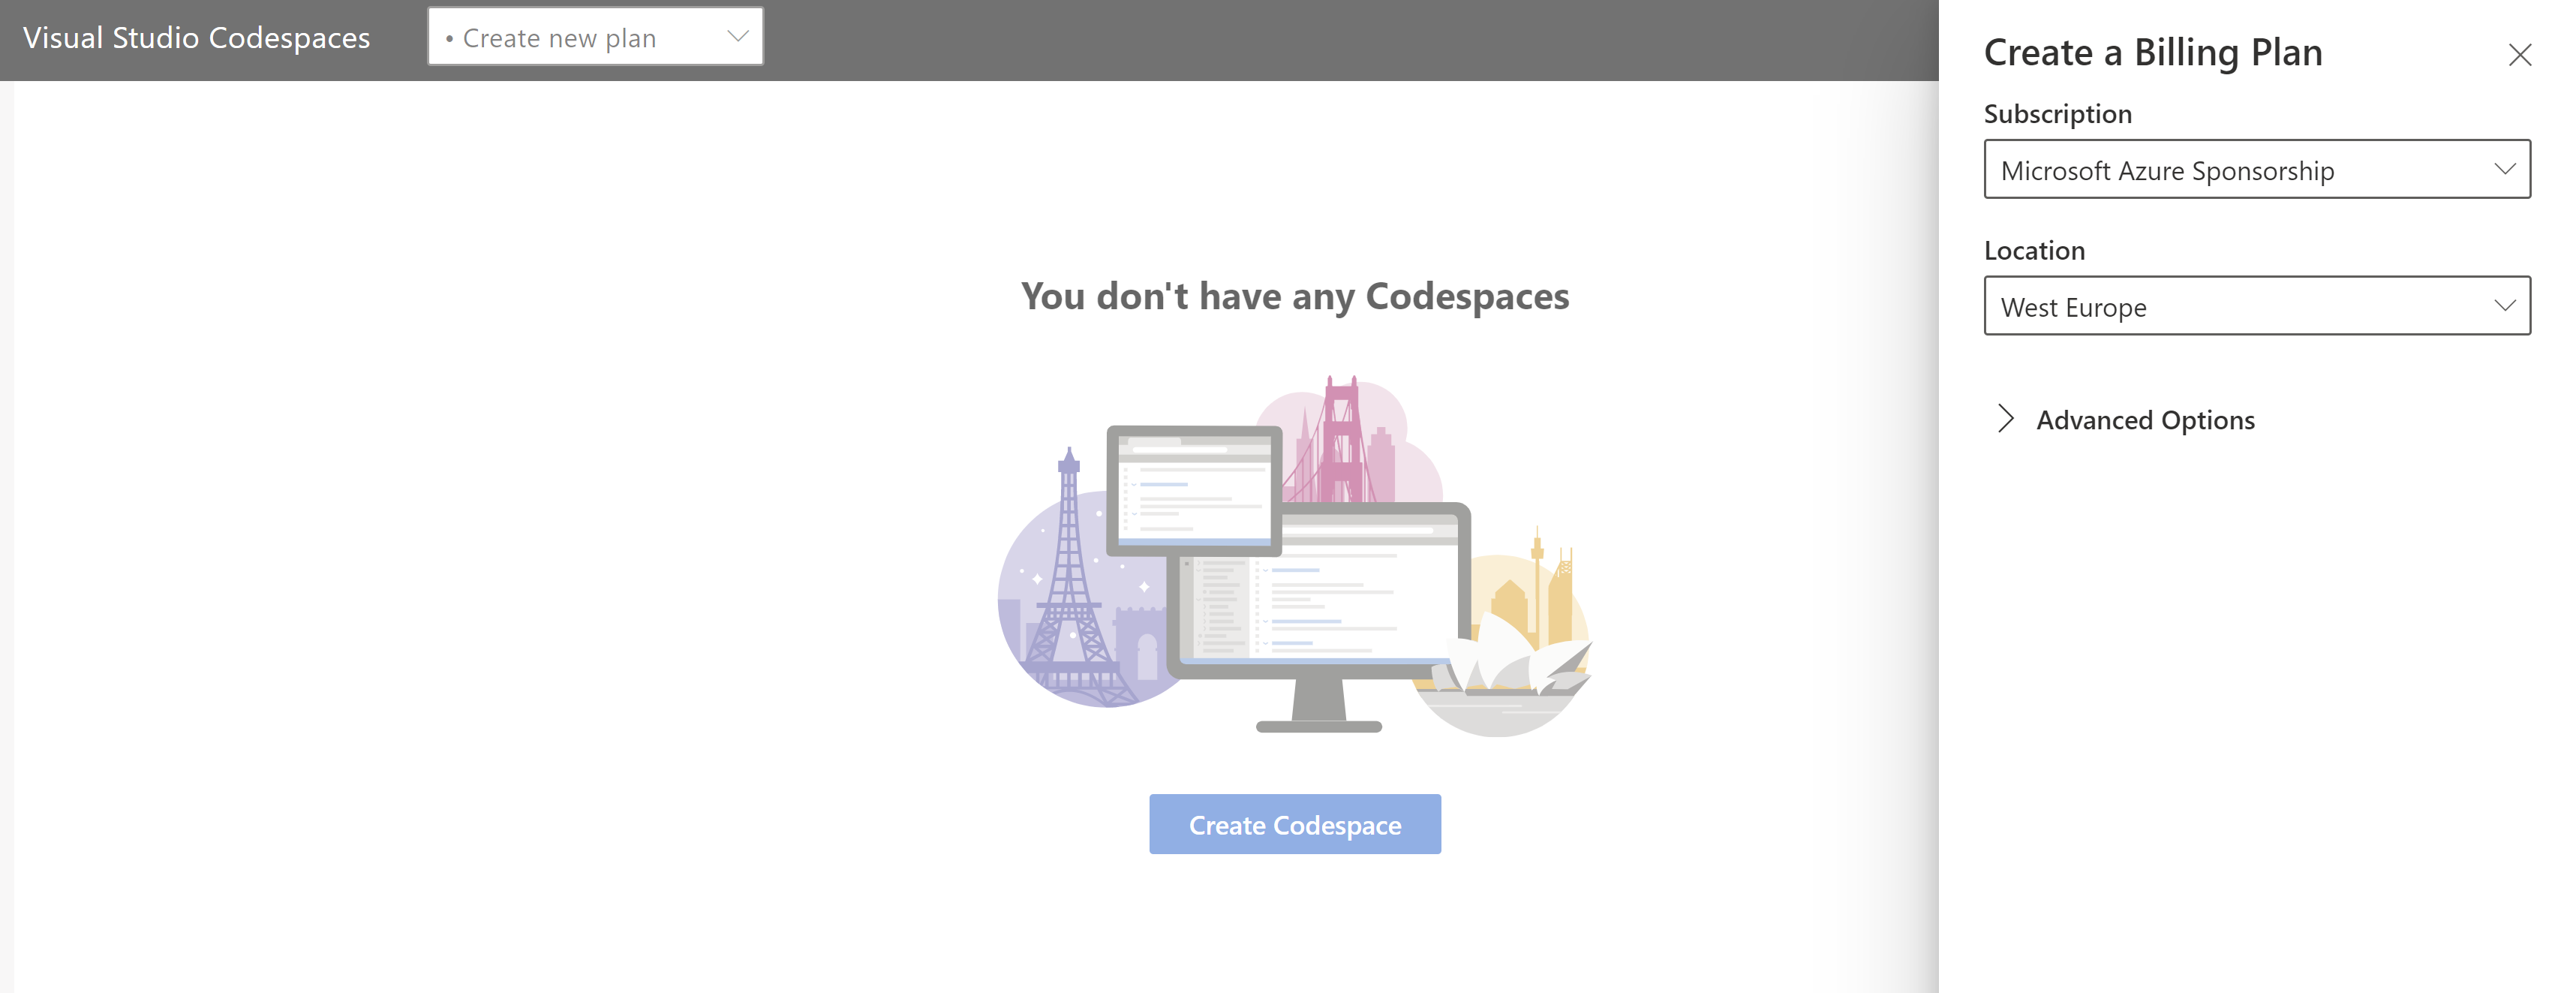 Visual Studio Codespaces
• Create new plan
You don't have any Codespaces
Create Codespace
Create a Billing Plan
Subscription
Microsoft Azure Sponsorship
Location
West Europe
Advanced Options